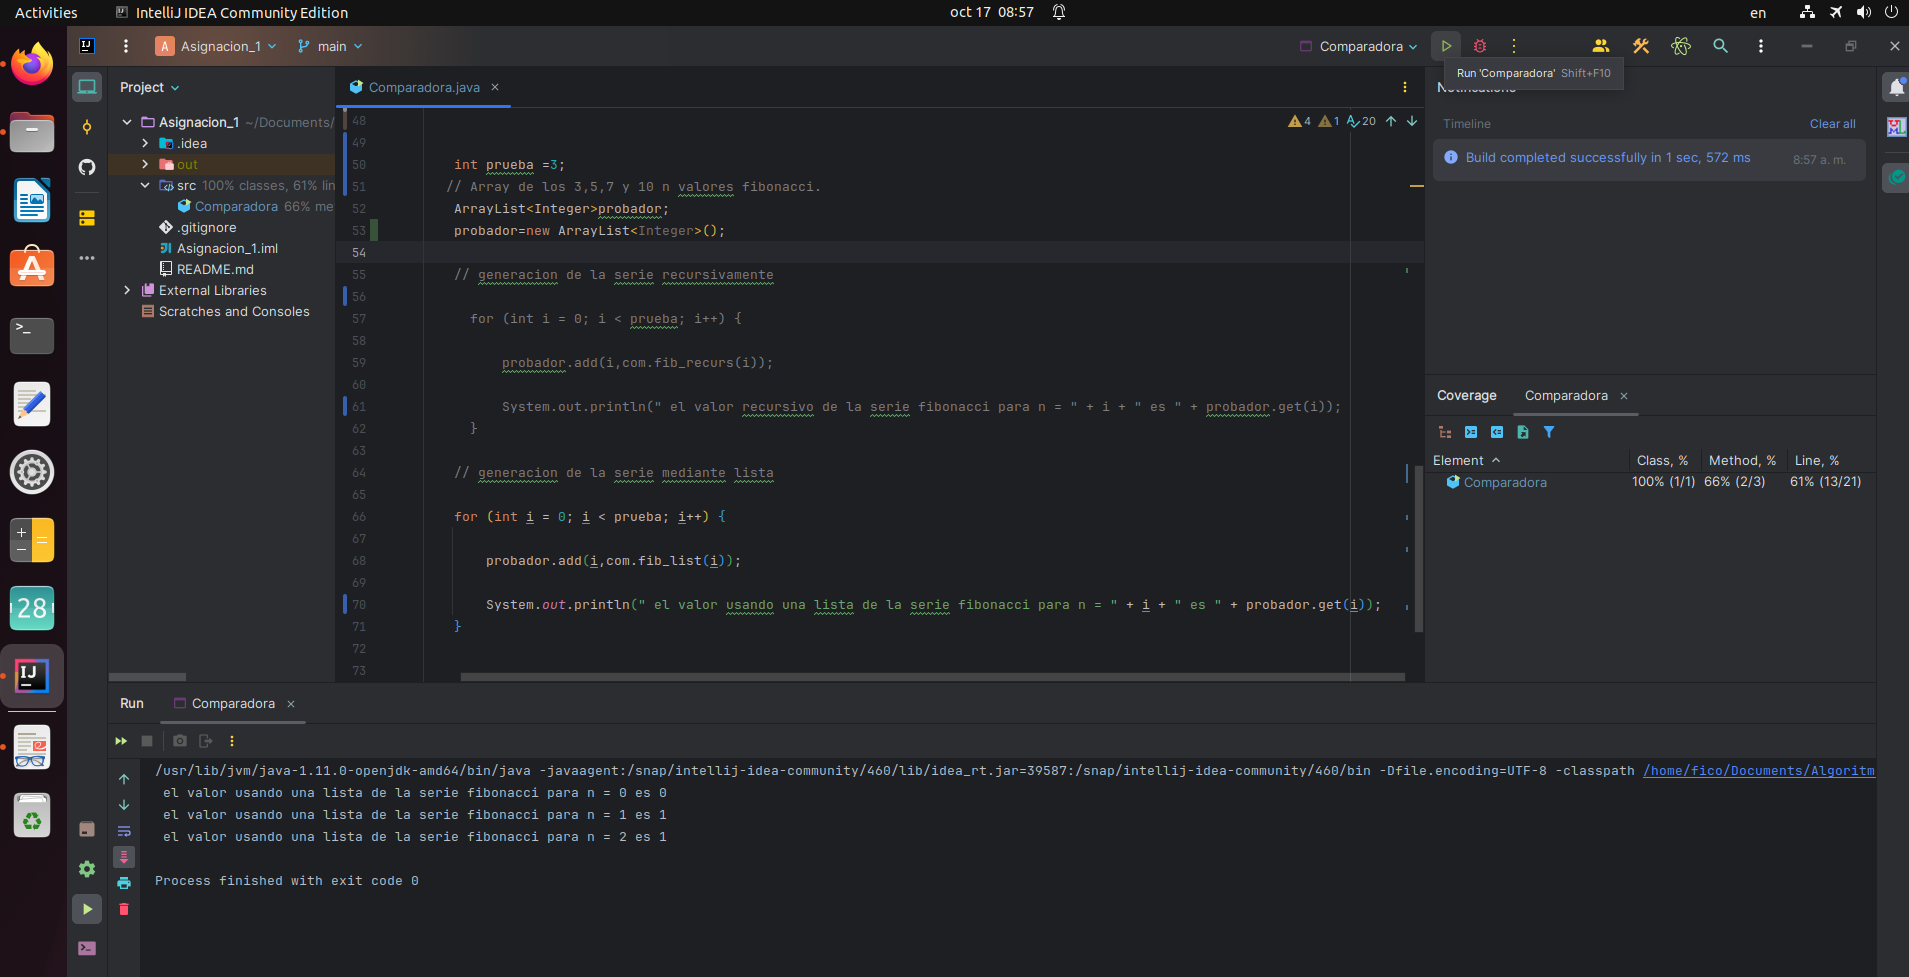 Activities
IntelliJ IDEA Community Edition
oct 17 08:57
en
IJ
A Asignacion_1
main
Comparadora
Run 'Comparadora' Shift+F10
Project
Comparadora.java
Notifications
Timeline
Clear all
Build completed successfully in 1 sec, 572 ms
8:57 a. m.
Asignacion_1 ~/Documents/
.idea
out
src 100% classes, 61% lin
Comparadora 66% me
.gitignore
Asignacion_1.iml
README.md
External Libraries
Scratches and Consoles
4 1 20
48
49
50 int prueba =3;
51 // Array de los 3,5,7 y 10 n valores fibonacci.
52 ArrayList<Integer>probador;
53 probador=new ArrayList<Integer>();
54
55 // generacion de la serie recursivamente
56
57 for (int i = 0; i < prueba; i++) {
58
59 probador.add(i,com.fib_recurs(i));
60
61 System.out.println(" el valor recursivo de la serie fibonacci para n = " + i + " es " + probador.get(i));
62 }
63
64 // generacion de la serie mediante lista
65
66 for (int i = 0; i < prueba; i++) {
67
68 probador.add(i,com.fib_list(i));
69
70 System.out.println(" el valor usando una lista de la serie fibonacci para n = " + i + " es " + probador.get(i));
71 }
72
73
Coverage
Comparadora
Element
Class, %
Method, %
Line, %
Comparadora
100% (1/1)
66% (2/3)
61% (13/21)
28
IJ
Run
Comparadora
/usr/lib/jvm/java-1.11.0-openjdk-amd64/bin/java -javaagent:/snap/intellij-idea-community/460/lib/idea_rt.jar=39587:/snap/intellij-idea-community/460/bin -Dfile.encoding=UTF-8 -classpath /home/fico/Documents/Algoritm
el valor usando una lista de la serie fibonacci para n = 0 es 0
el valor usando una lista de la serie fibonacci para n = 1 es 1
el valor usando una lista de la serie fibonacci para n = 2 es 1
Process finished with exit code 0